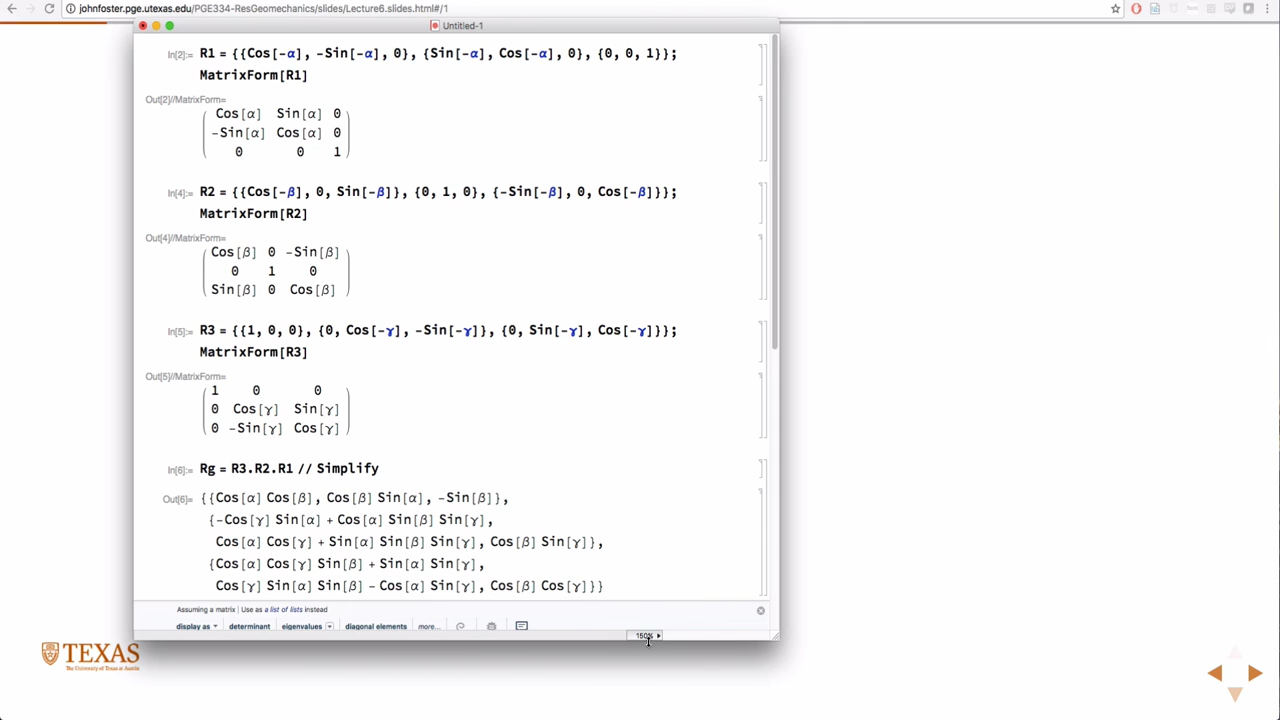 johnfoster.pge.utexas.edu/PGE334-ResGeomechanics/slides/Lecture6.slides.html#/1
Untitled-1
In[2]:= R1 = {{Cos[-α], -Sin[-α], 0}, {Sin[-α], Cos[-α], 0}, {0, 0, 1}};
MatrixForm[R1]
Out[2]//MatrixForm=
Cos[α] Sin[α] 0
-Sin[α] Cos[α] 0
0 0 1
In[4]:= R2 = {{Cos[-β], 0, Sin[-β]}, {0, 1, 0}, {-Sin[-β], 0, Cos[-β]}};
MatrixForm[R2]
Out[4]//MatrixForm=
Cos[β] 0 -Sin[β]
0 1 0
Sin[β] 0 Cos[β]
In[5]:= R3 = {{1, 0, 0}, {0, Cos[-γ], -Sin[-γ]}, {0, Sin[-γ], Cos[-γ]}};
MatrixForm[R3]
Out[5]//MatrixForm=
1 0 0
0 Cos[γ] Sin[γ]
0 -Sin[γ] Cos[γ]
In[6]:= Rg = R3.R2.R1 // Simplify
Out[6]= {{Cos[α] Cos[β], Cos[β] Sin[α], -Sin[β]},
{-Cos[γ] Sin[α] + Cos[α] Sin[β] Sin[γ],
Cos[α] Cos[γ] + Sin[α] Sin[β] Sin[γ], Cos[β] Sin[γ]},
{Cos[α] Cos[γ] Sin[β] + Sin[α] Sin[γ],
Cos[γ] Sin[α] Sin[β] - Cos[α] Sin[γ], Cos[β] Cos[γ]}}
Assuming a matrix | Use as a list of lists instead
display as determinant eigenvalues diagonal elements more...
150%
TEXAS
The University of Texas at Austin